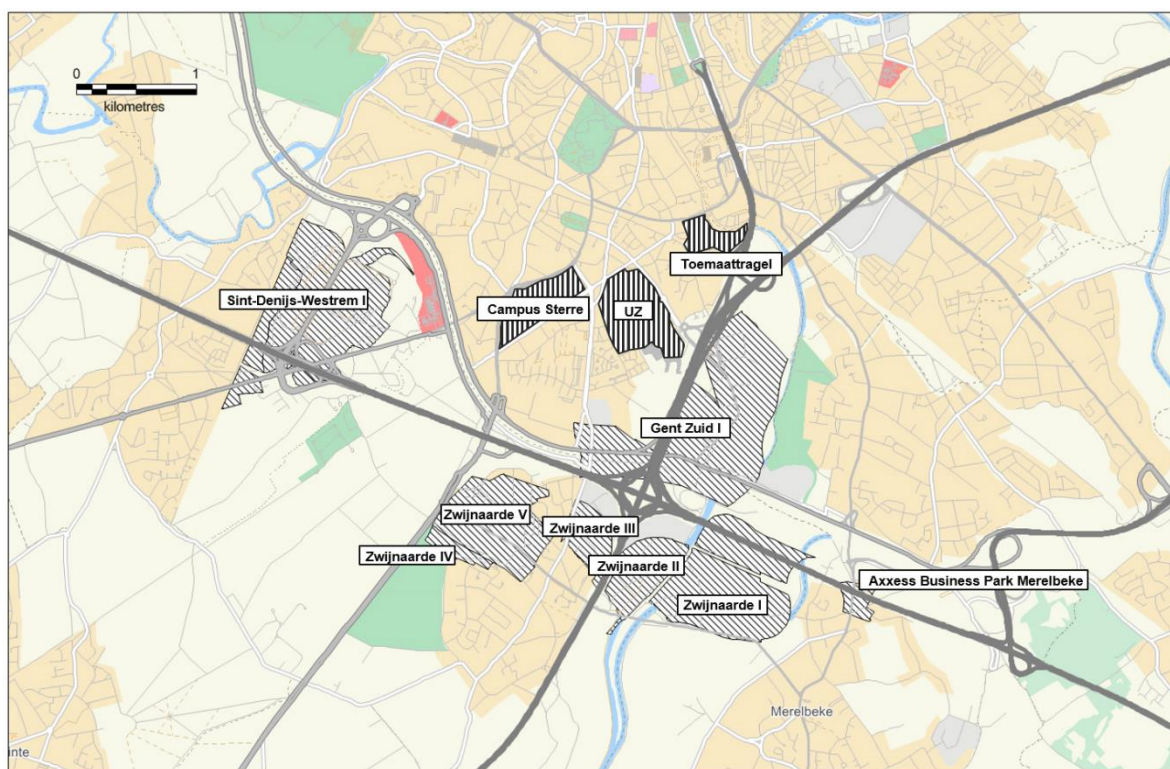 0 1
kilometres
Toemaattragel
Sint-Denijs-Westrem I
Campus Sterre
UZ
Gent Zuid I
Zwijnaarde V
Zwijnaarde III
Zwijnaarde IV
Zwijnaarde II
Axxess Business Park Merelbeke
Zwijnaarde I
Merelbeke
inte